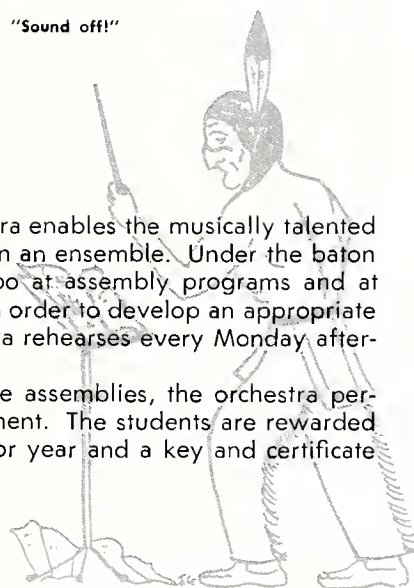 "Sound off!"
ra enables the musically talented
n an ensemble. Under the baton
oo at assembly programs and at
order to develop an appropriate
a rehearses every Monday after-
e assemblies, the orchestra per-
ment. The students are rewarded
or year and a key and certificate